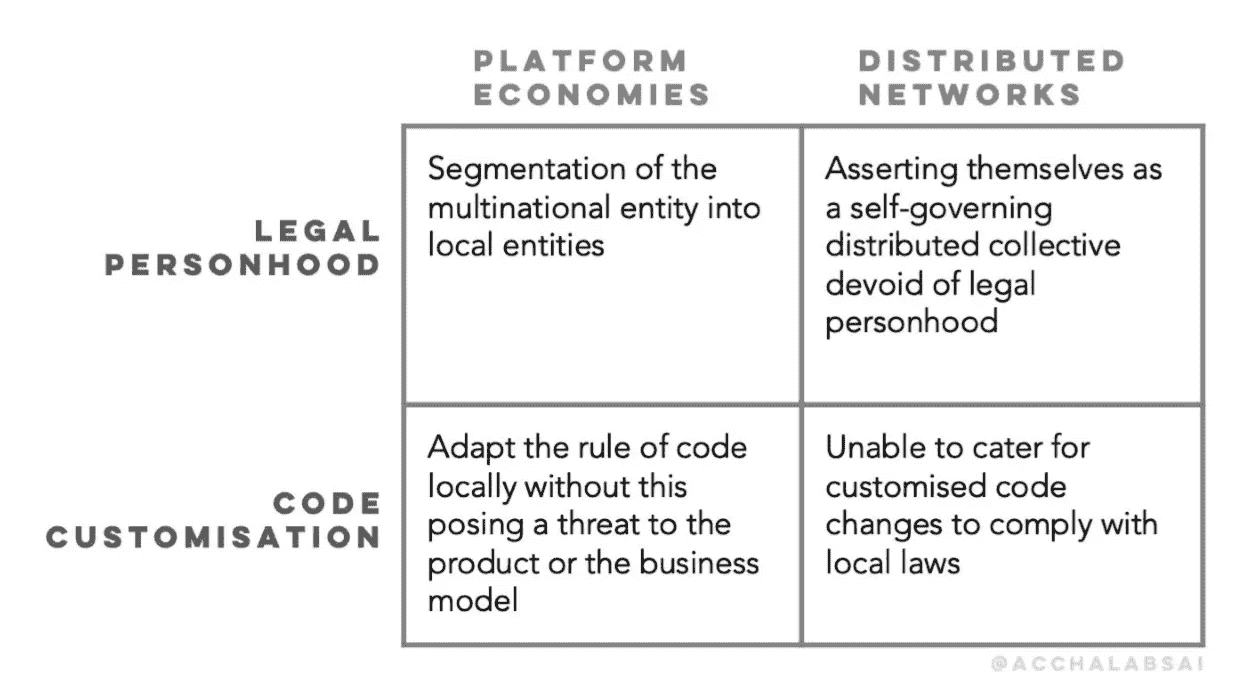 PLATFORM
ECONOMIES
DISTRIBUTED
NETWORKS
LEGAL
PERSONHOOD
Segmentation of the
multinational entity into
local entities
Asserting themselves as
a self-governing
distributed collective
devoid of legal
personhood
CODE
CUSTOMISATION
Adapt the rule of code
locally without this
posing a threat to the
product or the business
model
Unable to cater for
customised code
changes to comply with
local laws
@ACCHALABSAI